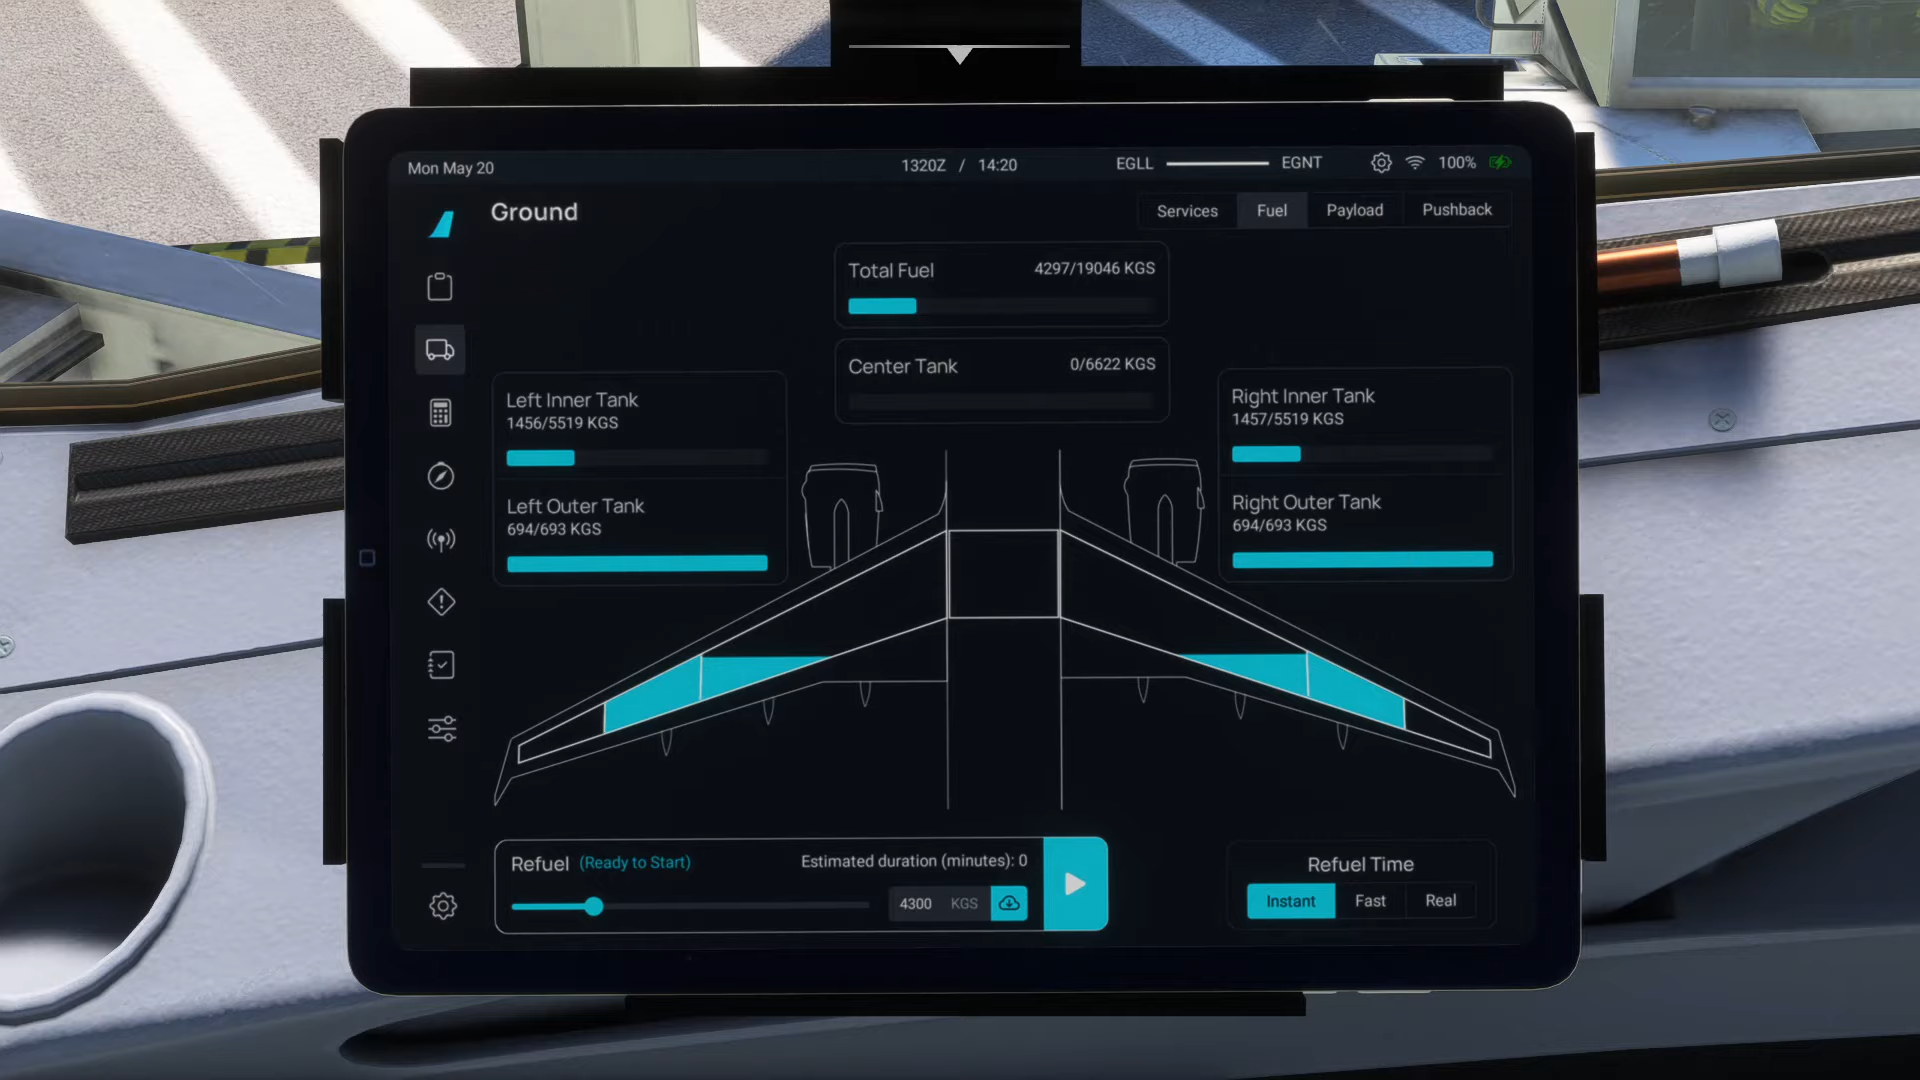 Mon May 20
1320Z / 14:20
EGLL EGNT
100%
Ground
Services Fuel Payload Pushback
Total Fuel 4297/19046 KGS
Center Tank 0/6622 KGS
Left Inner Tank
1456/5519 KGS
Left Outer Tank
694/693 KGS
Right Inner Tank
1457/5519 KGS
Right Outer Tank
694/693 KGS
Refuel (Ready to Start) Estimated duration (minutes): 0
4300 KGS
Refuel Time
Instant Fast Real